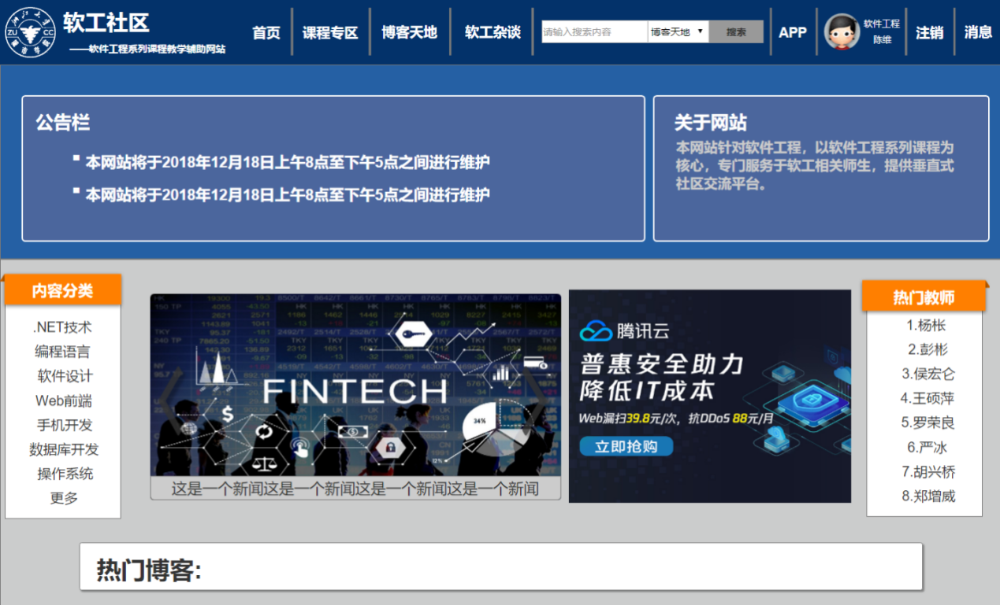 ZU CC
软工社区
——软件工程系列课程教学辅助网站
首页
课程专区
博客天地
软工杂谈
请输入搜索内容
博客天地
搜索
APP
软件工程
陈维
注销
消息
公告栏
本网站将于2018年12月18日上午8点至下午5点之间进行维护
本网站将于2018年12月18日上午8点至下午5点之间进行维护
关于网站
本网站针对软件工程，以软件工程系列课程为
核心，专门服务于软工相关师生，提供垂直式
社区交流平台。
内容分类
.NET技术
编程语言
软件设计
Web前端
手机开发
数据库开发
操作系统
更多
FINTECH
34%
12%
这是一个新闻这是一个新闻这是一个新闻这是一个新闻
腾讯云
普惠安全助力
降低IT成本
Web漏扫39.8元/次，抗DDoS 88元/月
立即抢购
热门教师
1.杨枨
2.彭彬
3.侯宏仑
4.王硕苹
5.罗荣良
6.严冰
7.胡兴桥
8.郑增威
热门博客: